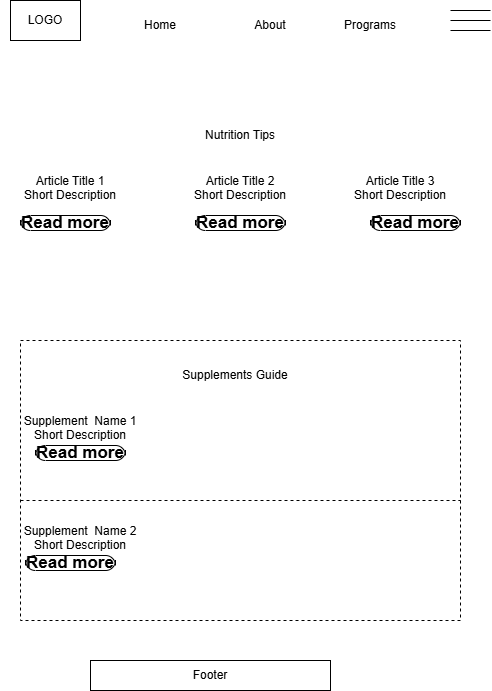 LOGO
Home
About
Programs
Nutrition Tips
Article Title 1
Short Description
Read more
Article Title 2
Short Description
Read more
Article Title 3
Short Description
Read more
Supplements Guide
Supplement  Name 1
Short Description
Read more
Supplement  Name 2
Short Description
Read more
Footer